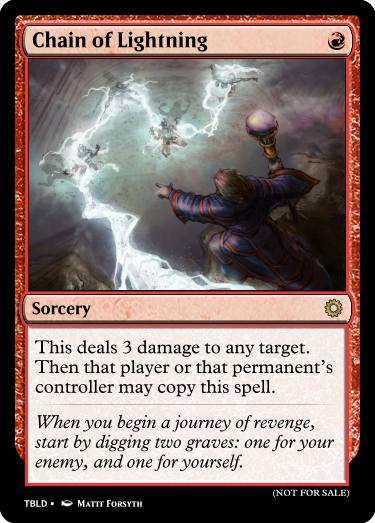 Chain of Lightning
Sorcery
This deals 3 damage to any target.
Then that player or that permanent's
controller may copy this spell.
When you begin a journey of revenge,
start by digging two graves: one for your
enemy, and one for yourself.
(NOT FOR SALE)
TBLD • Matt Forsyth